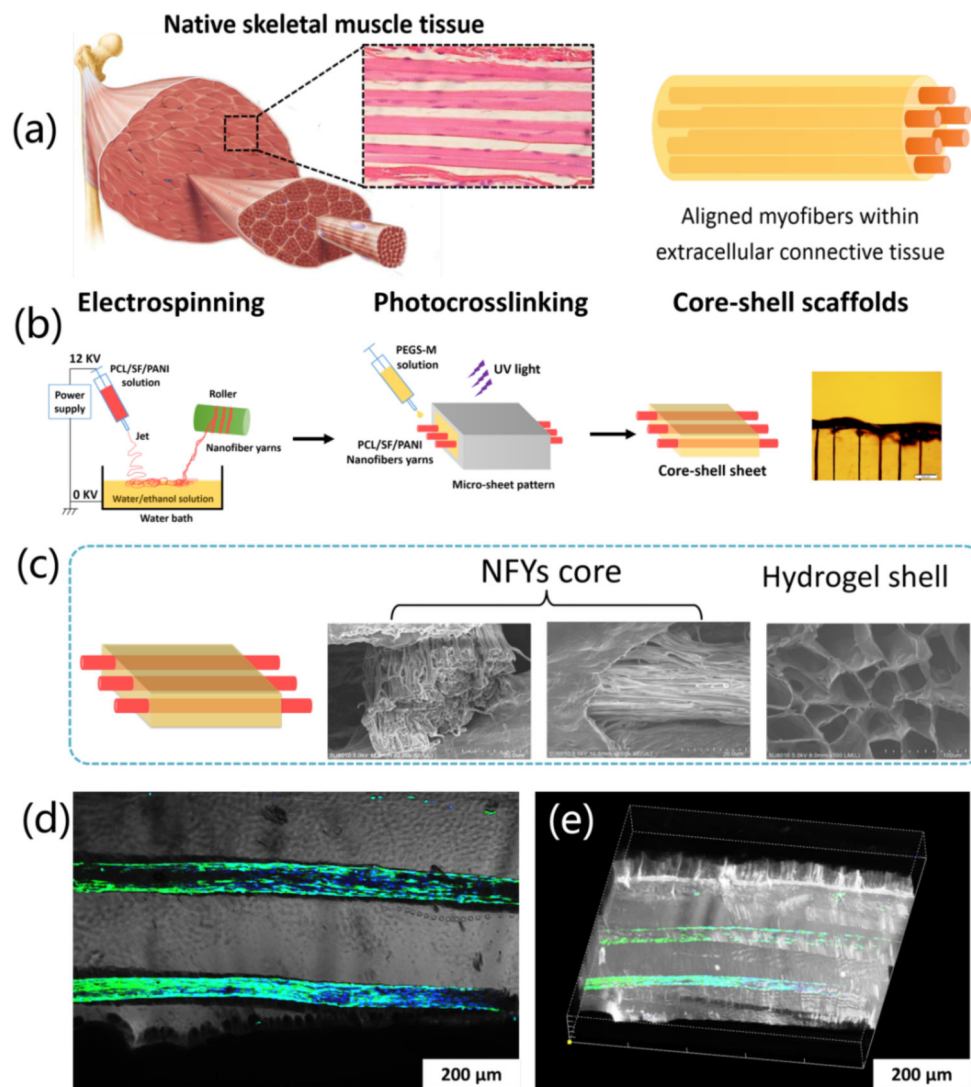 Native skeletal muscle tissue
(a)
Aligned myofibers within
extracellular connective tissue
Electrospinning
Photocrosslinking
Core-shell scaffolds
(b)
12 KV
PCL/SF/PANI
solution
Power
supply
Jet
Roller
Nanofiber yarns
0 KV
Water/ethanol solution
Water bath
PEGS-M
solution
UV light
PCL/SF/PANI
Nanofibers yarns
Micro-sheet pattern
Core-shell sheet
(c)
NFYs core
Hydrogel shell
(d)
200 μm
(e)
200 μm